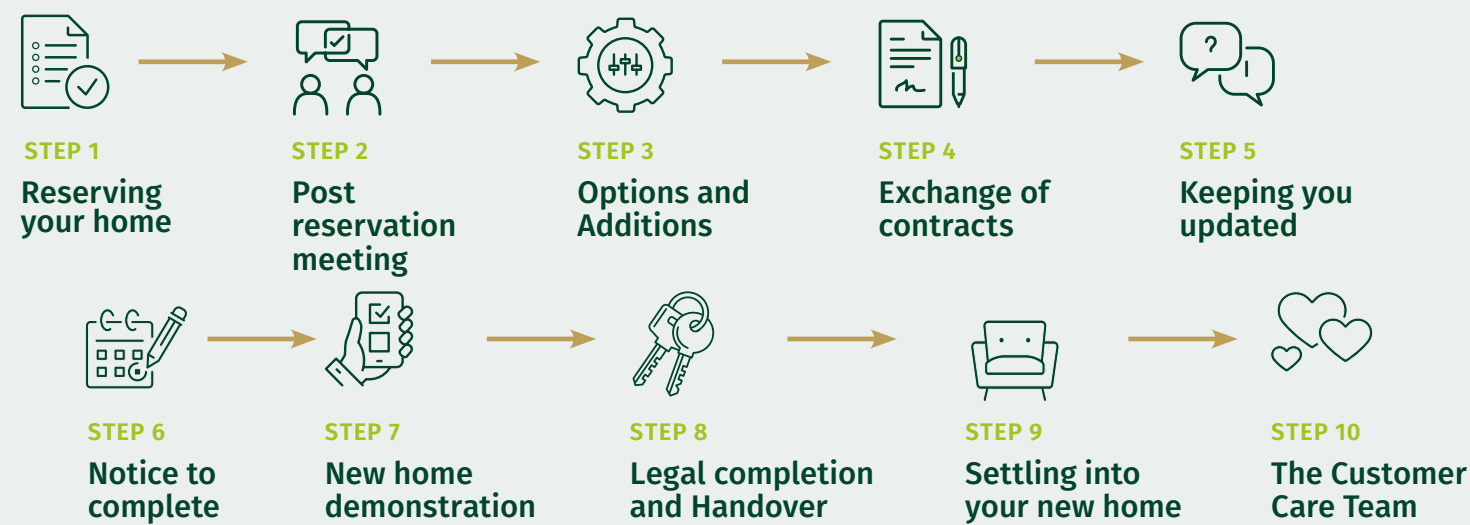 STEP 1
Reserving
your home
STEP 2
Post
reservation
meeting
STEP 3
Options and
Additions
STEP 4
Exchange of
contracts
STEP 5
Keeping you
updated
STEP 6
Notice to
complete
STEP 7
New home
demonstration
STEP 8
Legal completion
and Handover
STEP 9
Settling into
your new home
STEP 10
The Customer
Care Team